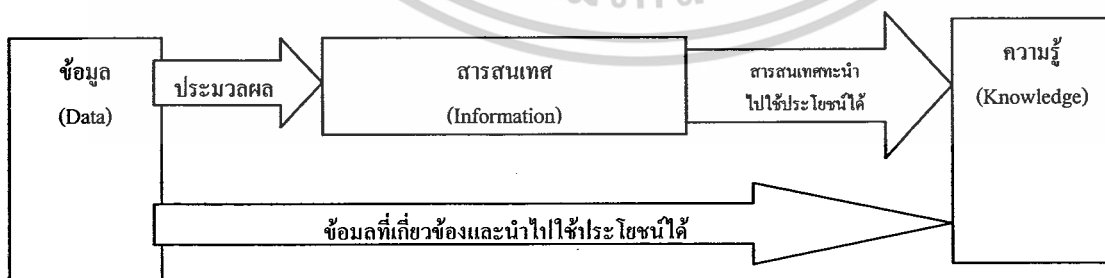 ข้อมูล
(Data)
ประมวลผล
สารสนเทศ
(Information)
สารสนเทศทะนำ
ไปใช้ประโยชน์ได้
ความรู้
(Knowledge)
ข้อมลที่เกี่ยวข้องและนำไปใช้ประโยชน์ได้